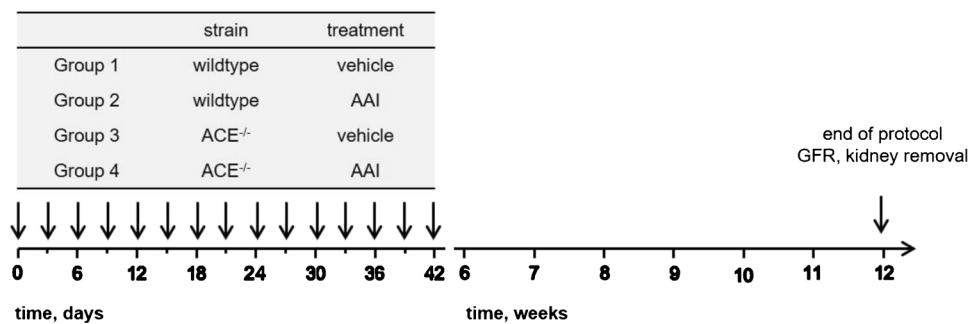 strain treatment
Group 1 wildtype vehicle
Group 2 wildtype AAI
Group 3 ACE-/- vehicle
Group 4 ACE-/- AAI
end of protocol
GFR, kidney removal
0 6 12 18 24 30 36 42 6 7 8 9 10 11 12
time, days time, weeks